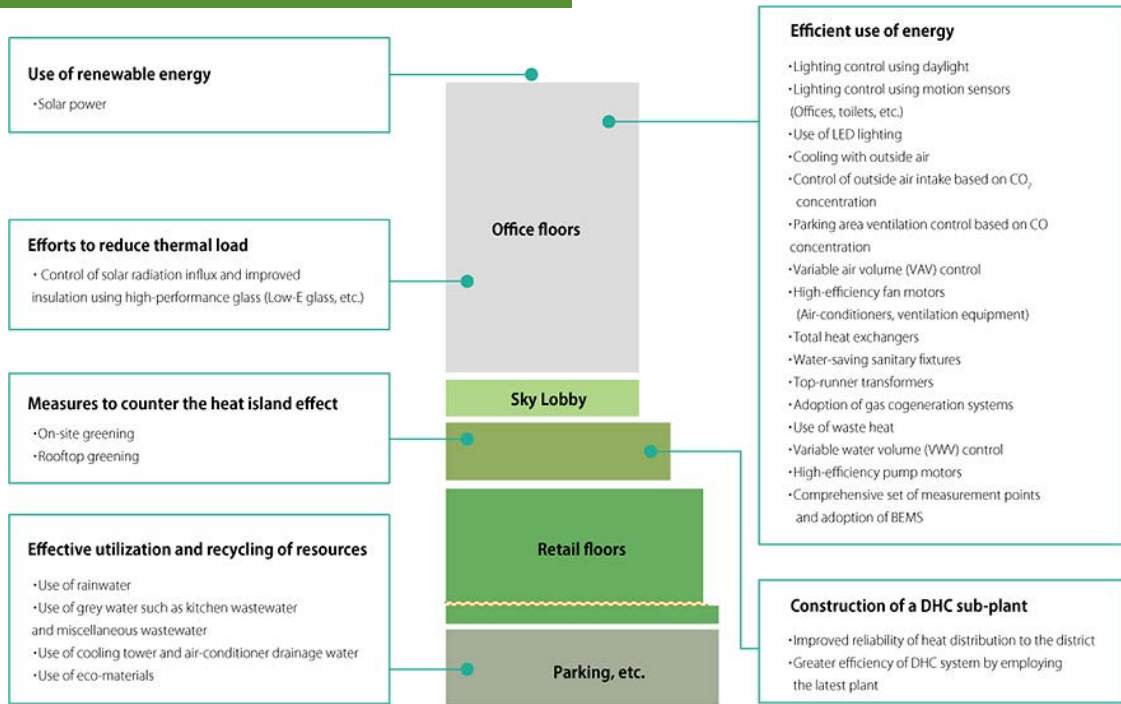 Use of renewable energy
・Solar power
Efforts to reduce thermal load
・Control of solar radiation influx and improved
insulation using high-performance glass (Low-E glass, etc.)
Measures to counter the heat island effect
・On-site greening
・Rooftop greening
Effective utilization and recycling of resources
・Use of rainwater
・Use of grey water such as kitchen wastewater
and miscellaneous wastewater
・Use of cooling tower and air-conditioner drainage water
・Use of eco-materials
Office floors
Sky Lobby
Retail floors
Parking, etc.
Efficient use of energy
・Lighting control using daylight
・Lighting control using motion sensors
(Offices, toilets, etc.)
・Use of LED lighting
・Cooling with outside air
・Control of outside air intake based on CO₂
concentration
・Parking area ventilation control based on CO
concentration
・Variable air volume (VAV) control
・High-efficiency fan motors
(Air-conditioners, ventilation equipment)
・Total heat exchangers
・Water-saving sanitary fixtures
・Top-runner transformers
・Adoption of gas cogeneration systems
・Use of waste heat
・Variable water volume (VWV) control
・High-efficiency pump motors
・Comprehensive set of measurement points
and adoption of BEMS
Construction of a DHC sub-plant
・Improved reliability of heat distribution to the district
・Greater efficiency of DHC system by employing
the latest plant